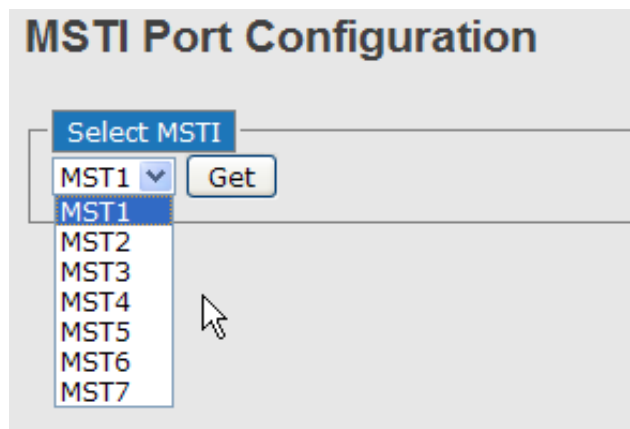 MSTI Port Configuration
Select MSTI
MST1 Get
MST1
MST2
MST3
MST4
MST5
MST6
MST7